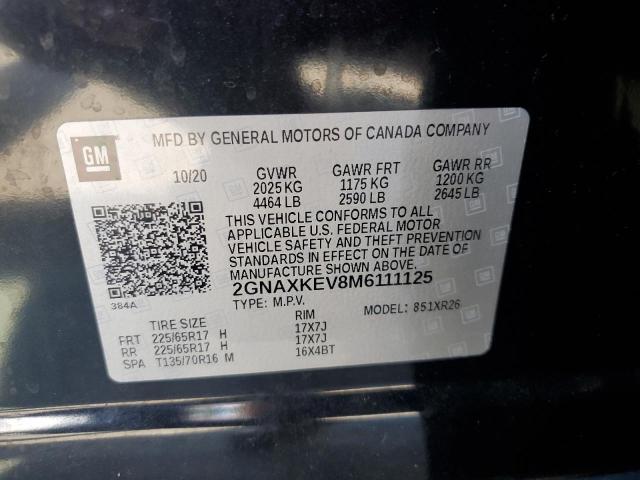 GM
MFD BY GENERAL MOTORS OF CANADA COMPANY
10/20 GVWR GAWR FRT GAWR RR
2025 KG 1175 KG 1200 KG
4464 LB 2590 LB 2645 LB
THIS VEHICLE CONFORMS TO ALL
APPLICABLE U.S. FEDERAL MOTOR
VEHICLE SAFETY AND THEFT PREVENTION
STANDARDS IN EFFECT ON THE DATE OF
MANUFACTURE SHOWN ABOVE.
2GNAXKEV8M6111125
384A TYPE: M.P.V. MODEL: 851XR26
TIRE SIZE RIM
FRT 225/65R17 H 17X7J
RR 225/65R17 H 17X7J
SPA T135/70R16 M 16X4BT